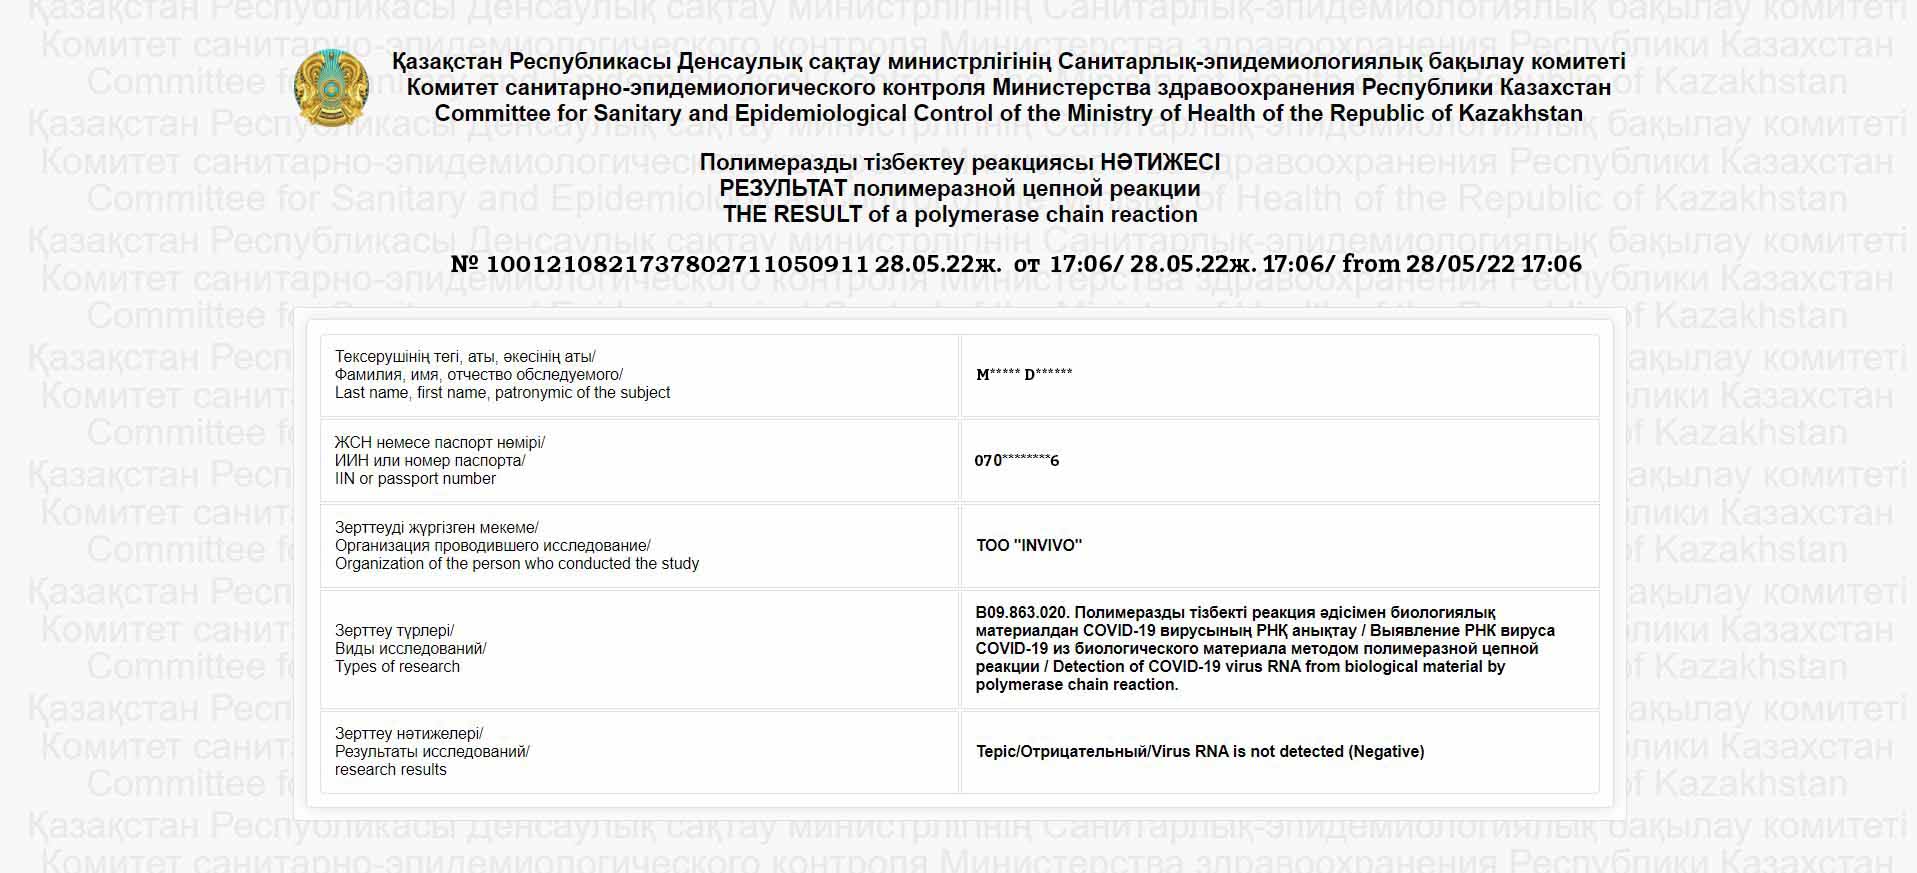 Қазақстан Республикасы Денсаулық сақтау министрлігінің Санитарлық-эпидемиологиялық бақылау комитеті
Комитет санитарно-эпидемиологического контроля Министерства здравоохранения Республики Казахстан
Committee for Sanitary and Epidemiological Control of the Ministry of Health of the Republic of Kazakhstan
Полимеразды тізбектеу реакциясы НӘТИЖЕСІ
РЕЗУЛЬТАТ полимеразной цепной реакции
THE RESULT of a polymerase chain reaction
№ 1001210821737802711050911 28.05.22ж. от 17:06/ 28.05.22ж. 17:06/ from 28/05/22 17:06
Тексерушінің тегі, аты, әкесінің аты/
Фамилия, имя, отчество обследуемого/
Last name, first name, patronymic of the subject
M***** D******
ЖСН немесе паспорт нөмірі/
ИИН или номер паспорта/
IIN or passport number
070********6
Зерттеуді жүргізген мекеме/
Организация проводившего исследование/
Organization of the person who conducted the study
ТОО "INVIVO"
Зерттеу түрлері/
Виды исследований/
Types of research
B09.863.020. Полимеразды тізбекті реакция әдісімен биологиялық
материалдан COVID-19 вирусының РНҚ анықтау / Выявление РНК вируса
COVID-19 из биологического материала методом полимеразной цепной
реакции / Detection of COVID-19 virus RNA from biological material by
polymerase chain reaction.
Зерттеу нәтижелері/
Результаты исследований/
research results
Теріс/Отрицательный/Virus RNA is not detected (Negative)